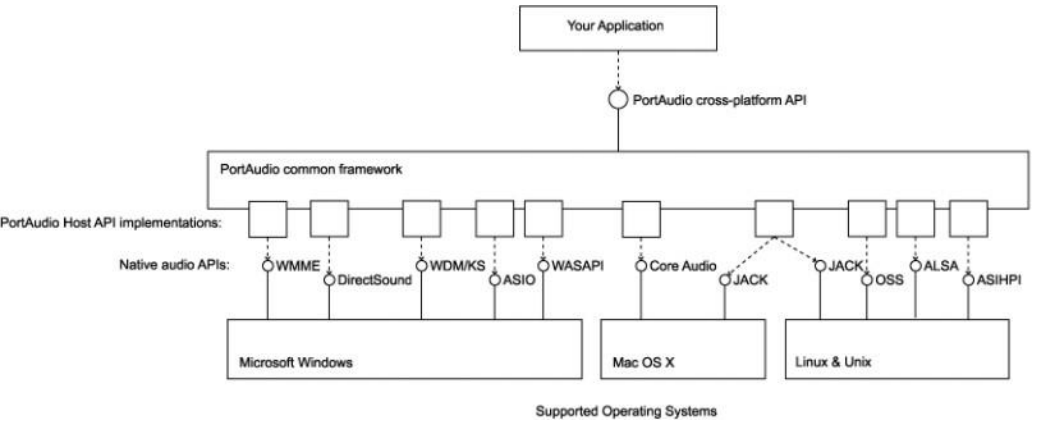 Your Application
PortAudio cross-platform API
PortAudio common framework
PortAudio Host API implementations:
Native audio APIs:
WMME
DirectSound
WDM/KS
ASIO
WASAPI
Core Audio
JACK
JACK
OSS
ALSA
ASIHPI
Microsoft Windows
Mac OS X
Linux & Unix
Supported Operating Systems